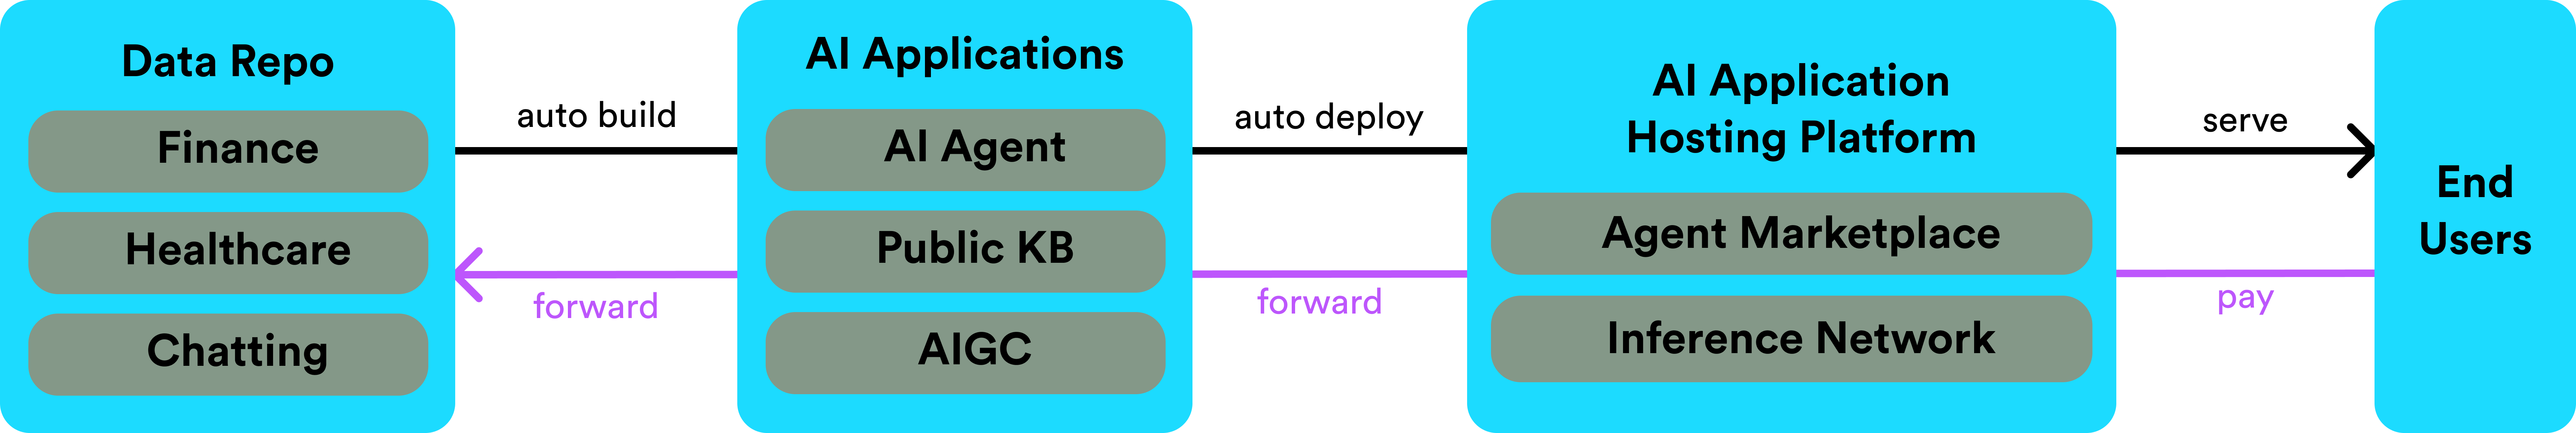 Data Repo
Finance
Healthcare
Chatting
auto build
forward
AI Applications
AI Agent
Public KB
AIGC
auto deploy
forward
AI Application
Hosting Platform
Agent Marketplace
Inference Network
serve
pay
End
Users